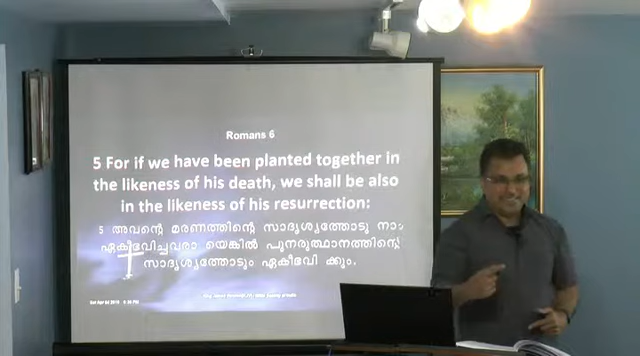 Romans 6
5 For if we have been planted together in
the likeness of his death, we shall be also
in the likeness of his resurrection:
5 അവന്റെ മരണത്തിന്റെ സാദൃശ്യത്തോടു നാം
ഏകീഭവിച്ചവരാ യെങ്കിൽ പുനരുത്ഥാനത്തിന്റെ
സാദൃശ്യത്തോടും ഏകീഭവി ക്കും.